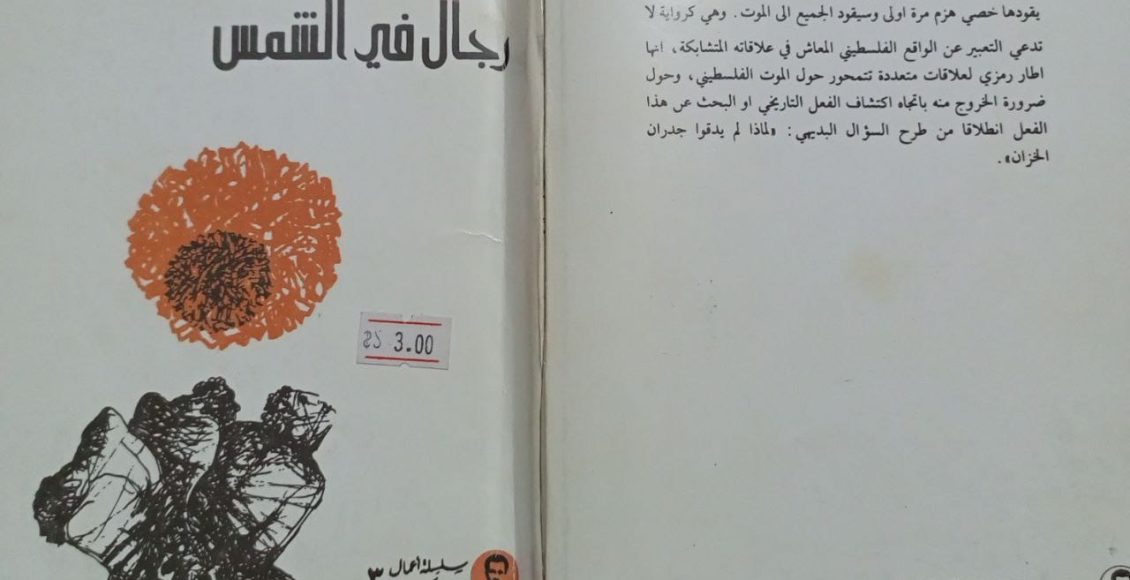 رجال في الشمس
3.00
سلسلة أعمال
٣
يقودها خصي هزم مرة اولى وسيقود الجميع الى الموت. وهي كرواية لا
تدعي التعبير عن الواقع الفلسطيني المعاش في علاقاته المتشابكة، انها
اطار رمزي لعلاقات متعددة تتمحور حول الموت الفلسطيني، وحول
ضرورة الخروج منه باتجاه اكتشاف الفعل التاريخي او البحث عن هذا
الفعل انطلاقا من طرح السؤال البديهي: «لماذا لم يدقوا جدران
الخزان».